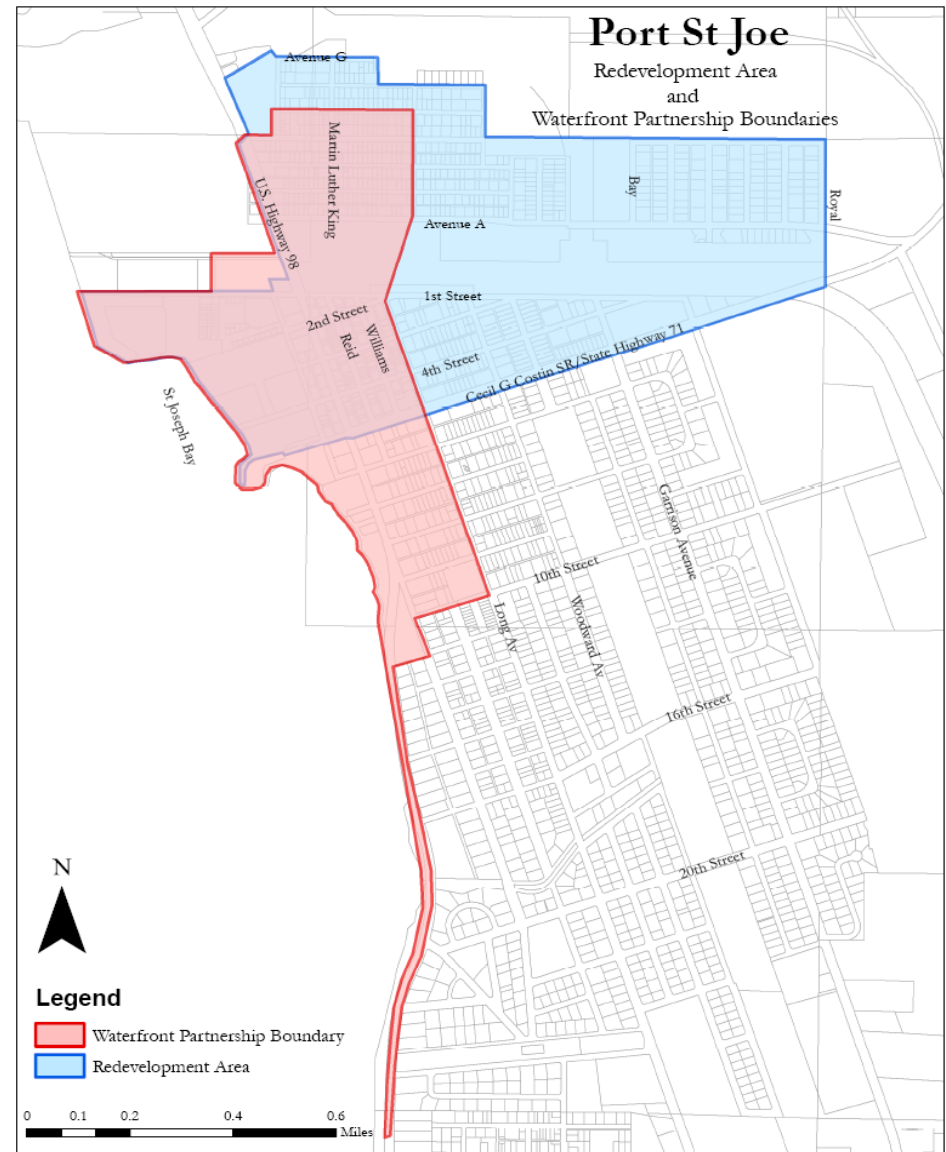 Port St Joe
Redevelopment Area
and
Waterfront Partnership Boundaries
Avenue G
Martin Luther King
U.S. Highway 98
Bay
Royal
Avenue A
1st Street
2nd Street
Reid
Williams
4th Street
Cecil G Costin SR/State Highway 71
St Joseph Bay
Garrison Avenue
10th Street
Long Av
Woodward Av
16th Street
20th Street
N
Legend
Waterfront Partnership Boundary
Redevelopment Area
0 0.1 0.2 0.4 0.6
Miles